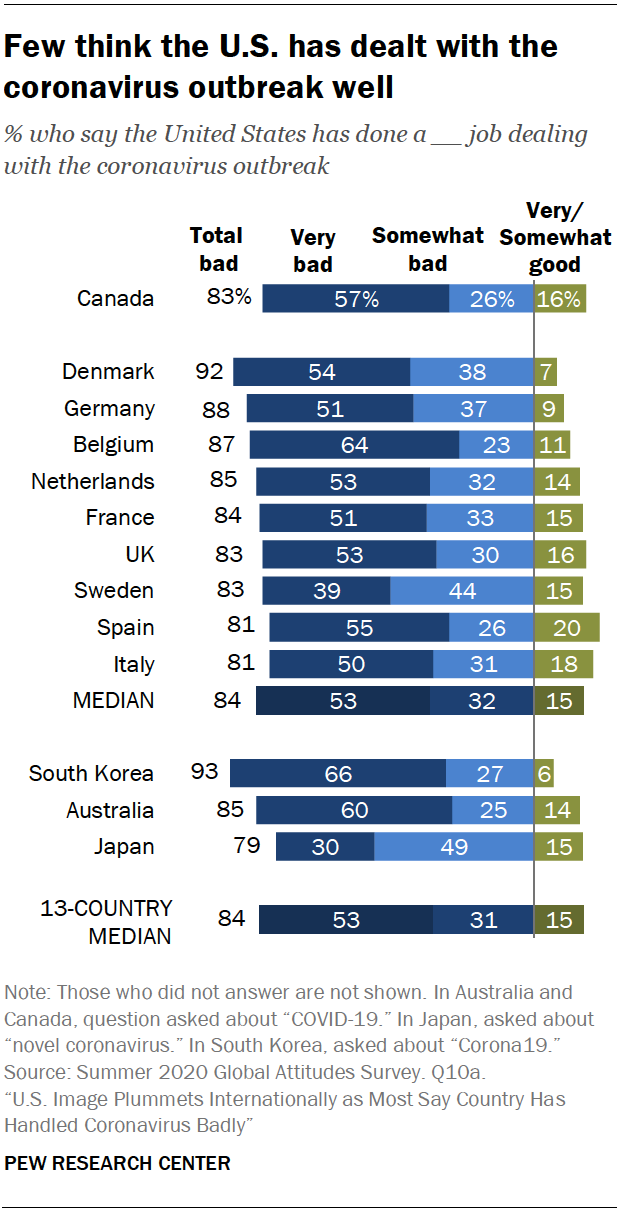 Few think the U.S. has dealt with the
coronavirus outbreak well
% who say the United States has done a __ job dealing
with the coronavirus outbreak
Total bad Very bad Somewhat bad Very/ Somewhat good
Canada 83% 57% 26% 16%
Denmark 92 54 38 7
Germany 88 51 37 9
Belgium 87 64 23 11
Netherlands 85 53 32 14
France 84 51 33 15
UK 83 53 30 16
Sweden 83 39 44 15
Spain 81 55 26 20
Italy 81 50 31 18
MEDIAN 84 53 32 15
South Korea 93 66 27 6
Australia 85 60 25 14
Japan 79 30 49 15
13-COUNTRY
MEDIAN 84 53 31 15
Note: Those who did not answer are not shown. In Australia and
Canada, question asked about “COVID-19.” In Japan, asked about
“novel coronavirus.” In South Korea, asked about “Corona19.”
Source: Summer 2020 Global Attitudes Survey. Q10a.
“U.S. Image Plummets Internationally as Most Say Country Has
Handled Coronavirus Badly”
PEW RESEARCH CENTER